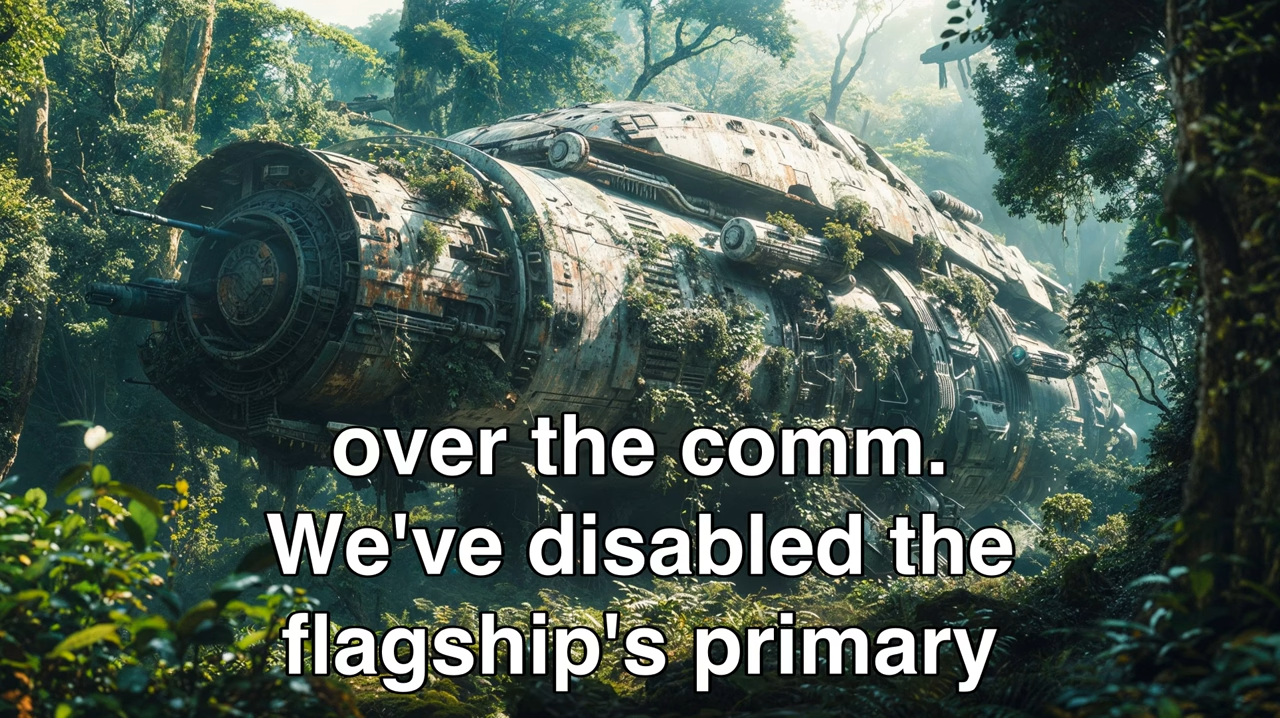 over the comm.
We've disabled the
flagship's primary